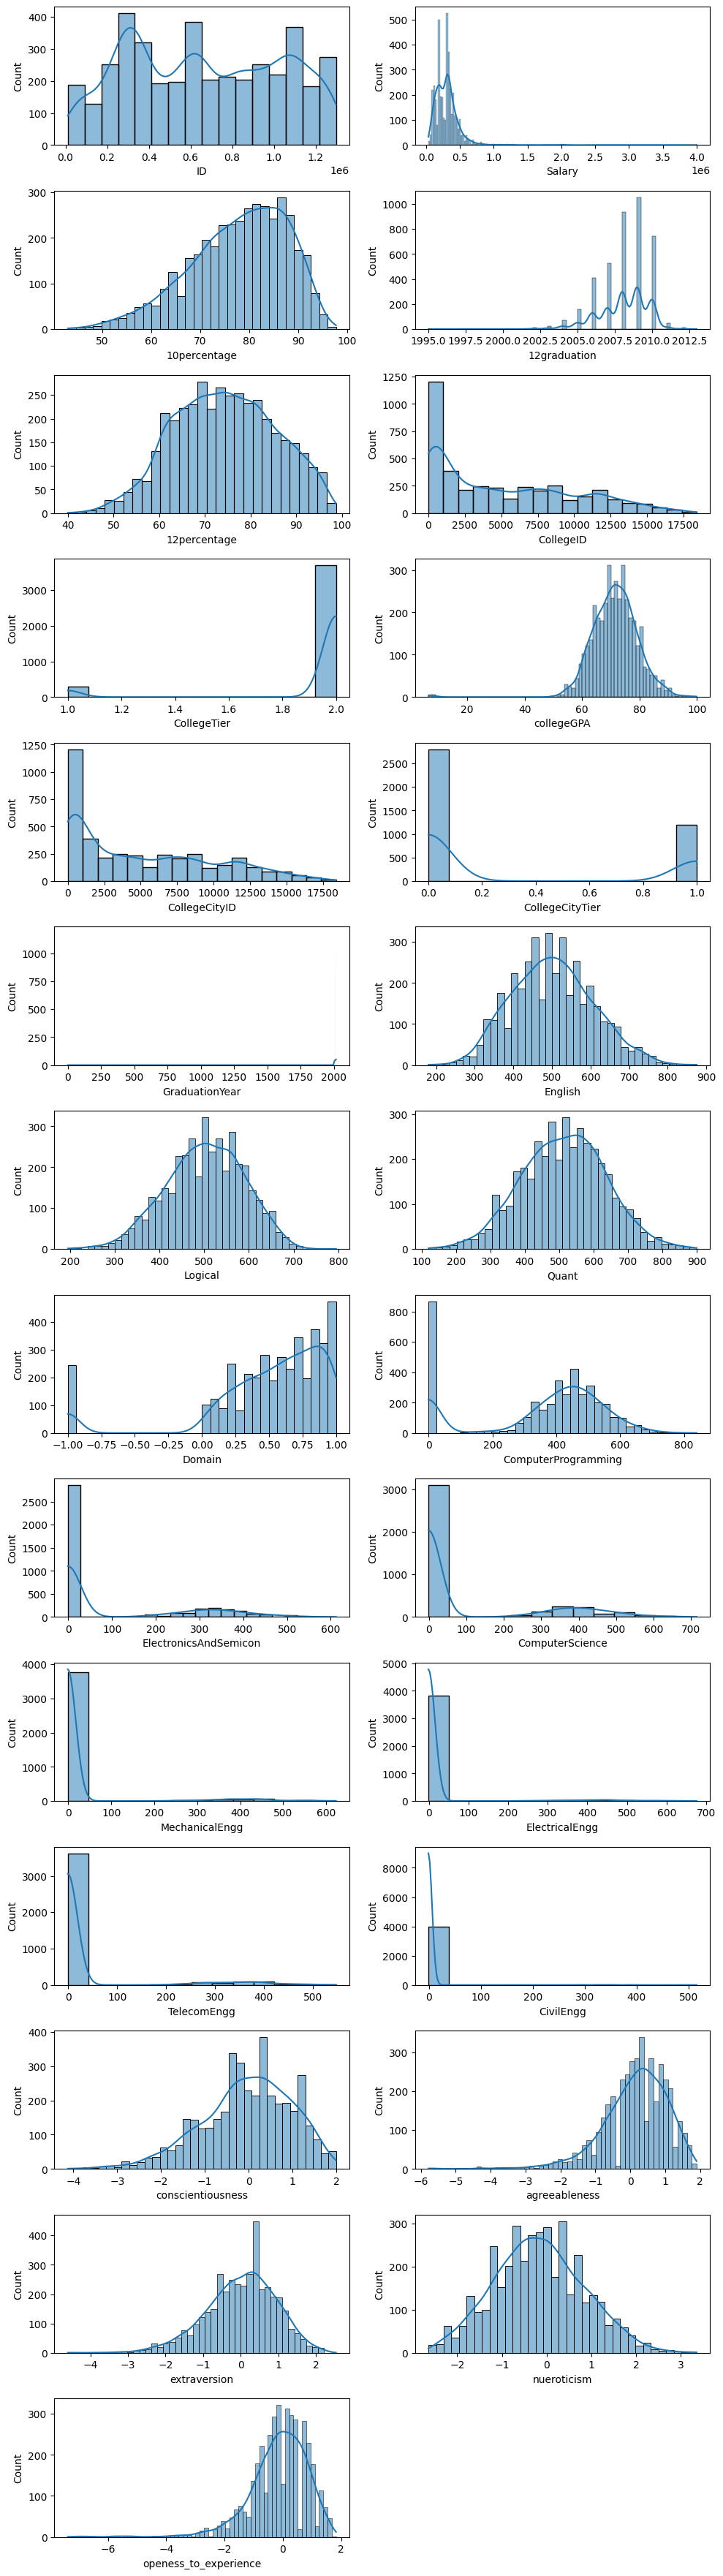 400
300
200
100
0
Count
0.0 0.2 0.4 0.6 0.8 1.0 1.2
1e6
ID
500
400
300
200
100
0
Count
0.0 0.5 1.0 1.5 2.0 2.5 3.0 3.5 4.0
1e6
Salary
300
200
100
0
Count
50 60 70 80 90 100
10percentage
1000
800
600
400
200
0
Count
1995.0 1997.5 2000.0 2002.5 2005.0 2007.5 2010.0 2012.5
12graduation
250
200
150
100
50
0
Count
40 50 60 70 80 90 100
12percentage
1250
1000
750
500
250
0
Count
0 2500 5000 7500 10000 12500 15000 17500
CollegeID
3000
2000
1000
0
Count
1.0 1.2 1.4 1.6 1.8 2.0
CollegeTier
300
200
100
0
Count
20 40 60 80 100
collegeGPA
1250
1000
750
500
250
0
Count
0 2500 5000 7500 10000 12500 15000 17500
CollegeCityID
2500
2000
1500
1000
500
0
Count
0.0 0.2 0.4 0.6 0.8 1.0
CollegeCityTier
1000
750
500
250
0
Count
0 250 500 750 1000 1250 1500 1750 2000
GraduationYear
300
200
100
0
Count
200 300 400 500 600 700 800 900
English
300
200
100
0
Count
200 300 400 500 600 700 800
Logical
300
200
100
0
Count
100 200 300 400 500 600 700 800 900
Quant
400
300
200
100
0
Count
−1.00 −0.75 −0.50 −0.25 0.00 0.25 0.50 0.75 1.00
Domain
800
600
400
200
0
Count
0 200 400 600 800
ComputerProgramming
2500
2000
1500
1000
500
0
Count
0 100 200 300 400 500 600
ElectronicsAndSemicon
3000
2000
1000
0
Count
0 100 200 300 400 500 600 700
ComputerScience
4000
3000
2000
1000
0
Count
0 100 200 300 400 500 600
MechanicalEngg
5000
4000
3000
2000
1000
0
Count
0 100 200 300 400 500 600 700
ElectricalEngg
3000
2000
1000
0
Count
0 100 200 300 400 500
TelecomEngg
8000
6000
4000
2000
0
Count
0 100 200 300 400 500
CivilEngg
400
300
200
100
0
Count
−4 −3 −2 −1 0 1 2
conscientiousness
300
200
100
0
Count
−6 −5 −4 −3 −2 −1 0 1 2
agreeableness
400
300
200
100
0
Count
−4 −3 −2 −1 0 1 2
extraversion
300
200
100
0
Count
−2 −1 0 1 2 3
nueroticism
300
200
100
0
Count
−6 −4 −2 0 2
openess_to_experience